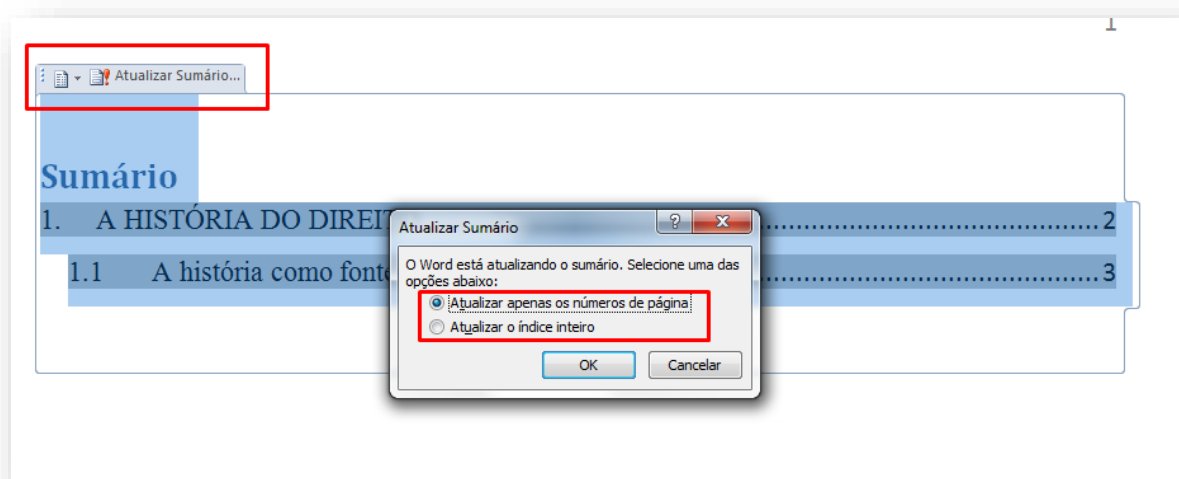 1
Atualizar Sumário...
Sumário
1. A HISTÓRIA DO DIREIT ........................................ 2
1.1 A história como fonte ........................................ 3
Atualizar Sumário
O Word está atualizando o sumário. Selecione uma das
opções abaixo:
Atualizar apenas os números de página
Atualizar o índice inteiro
OK Cancelar